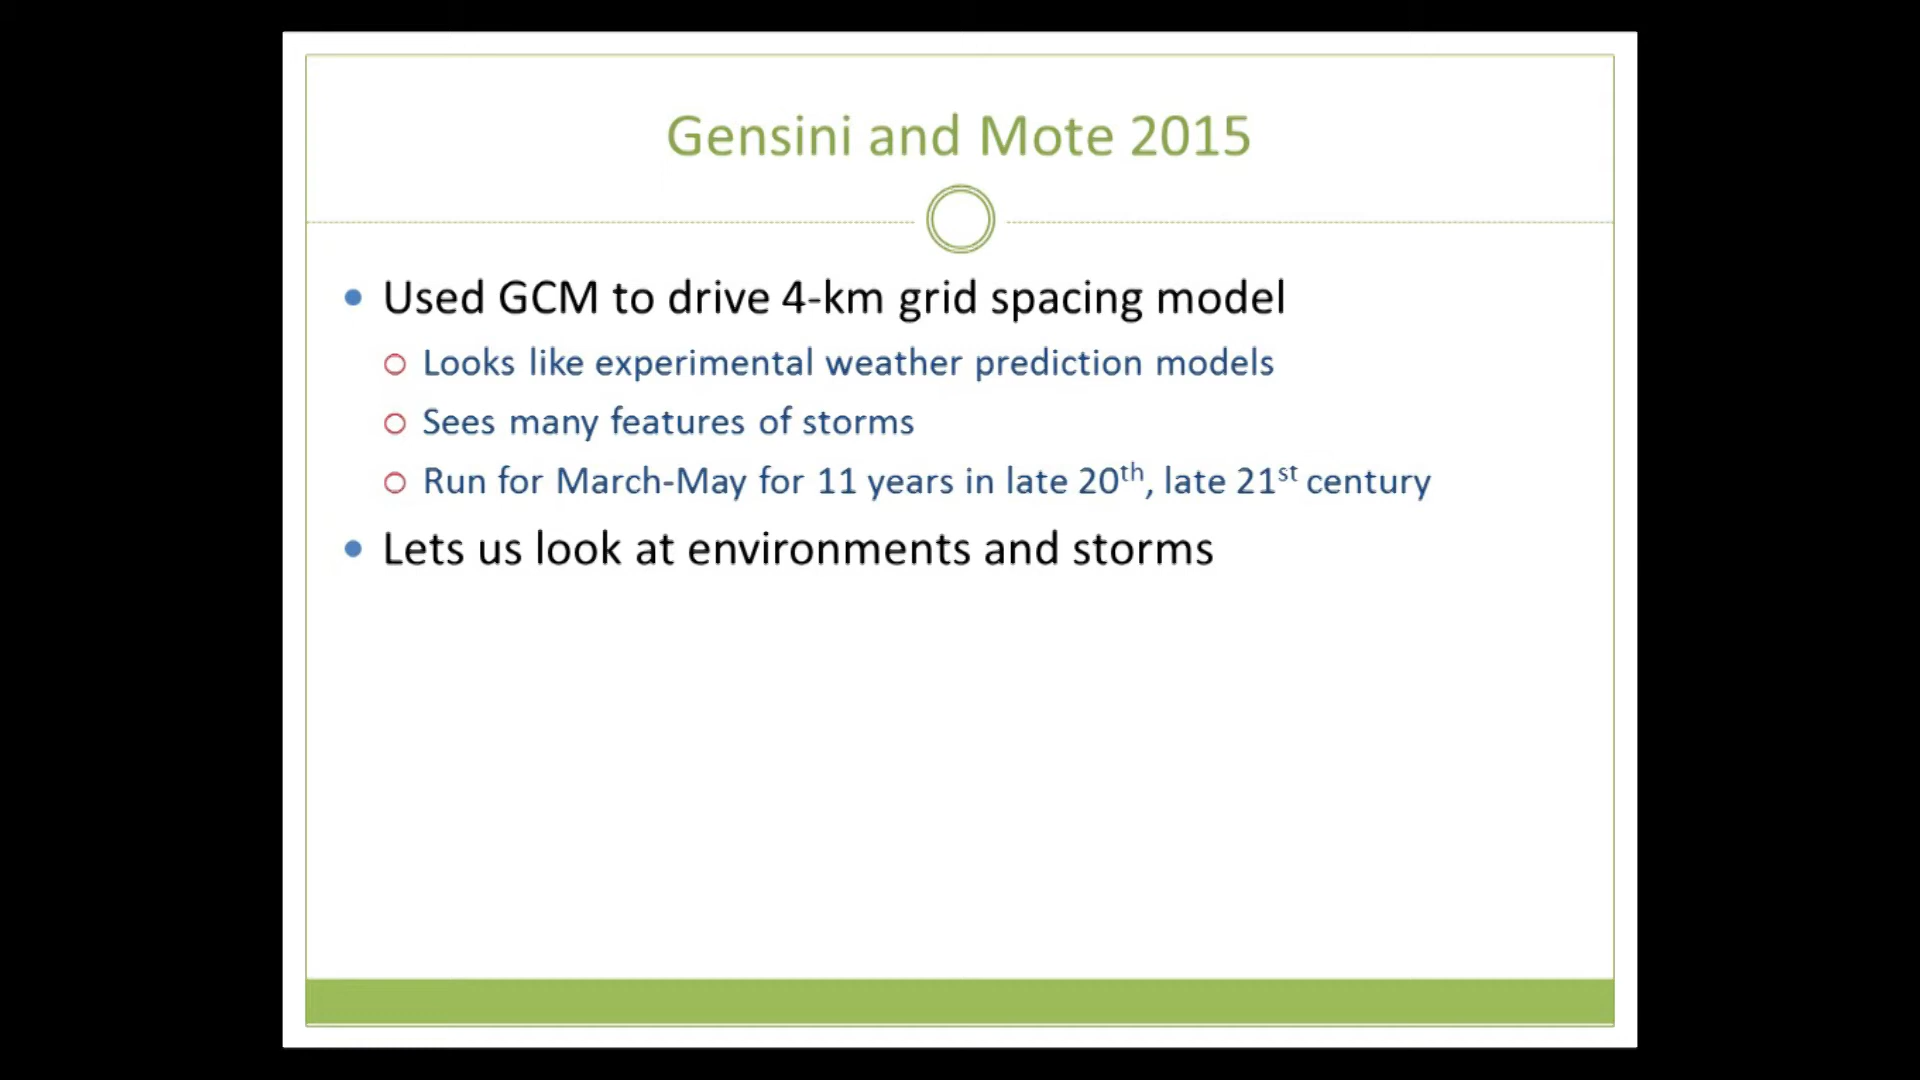 Gensini and Mote 2015
• Used GCM to drive 4-km grid spacing model
○ Looks like experimental weather prediction models
○ Sees many features of storms
○ Run for March-May for 11 years in late 20th, late 21st century
• Lets us look at environments and storms